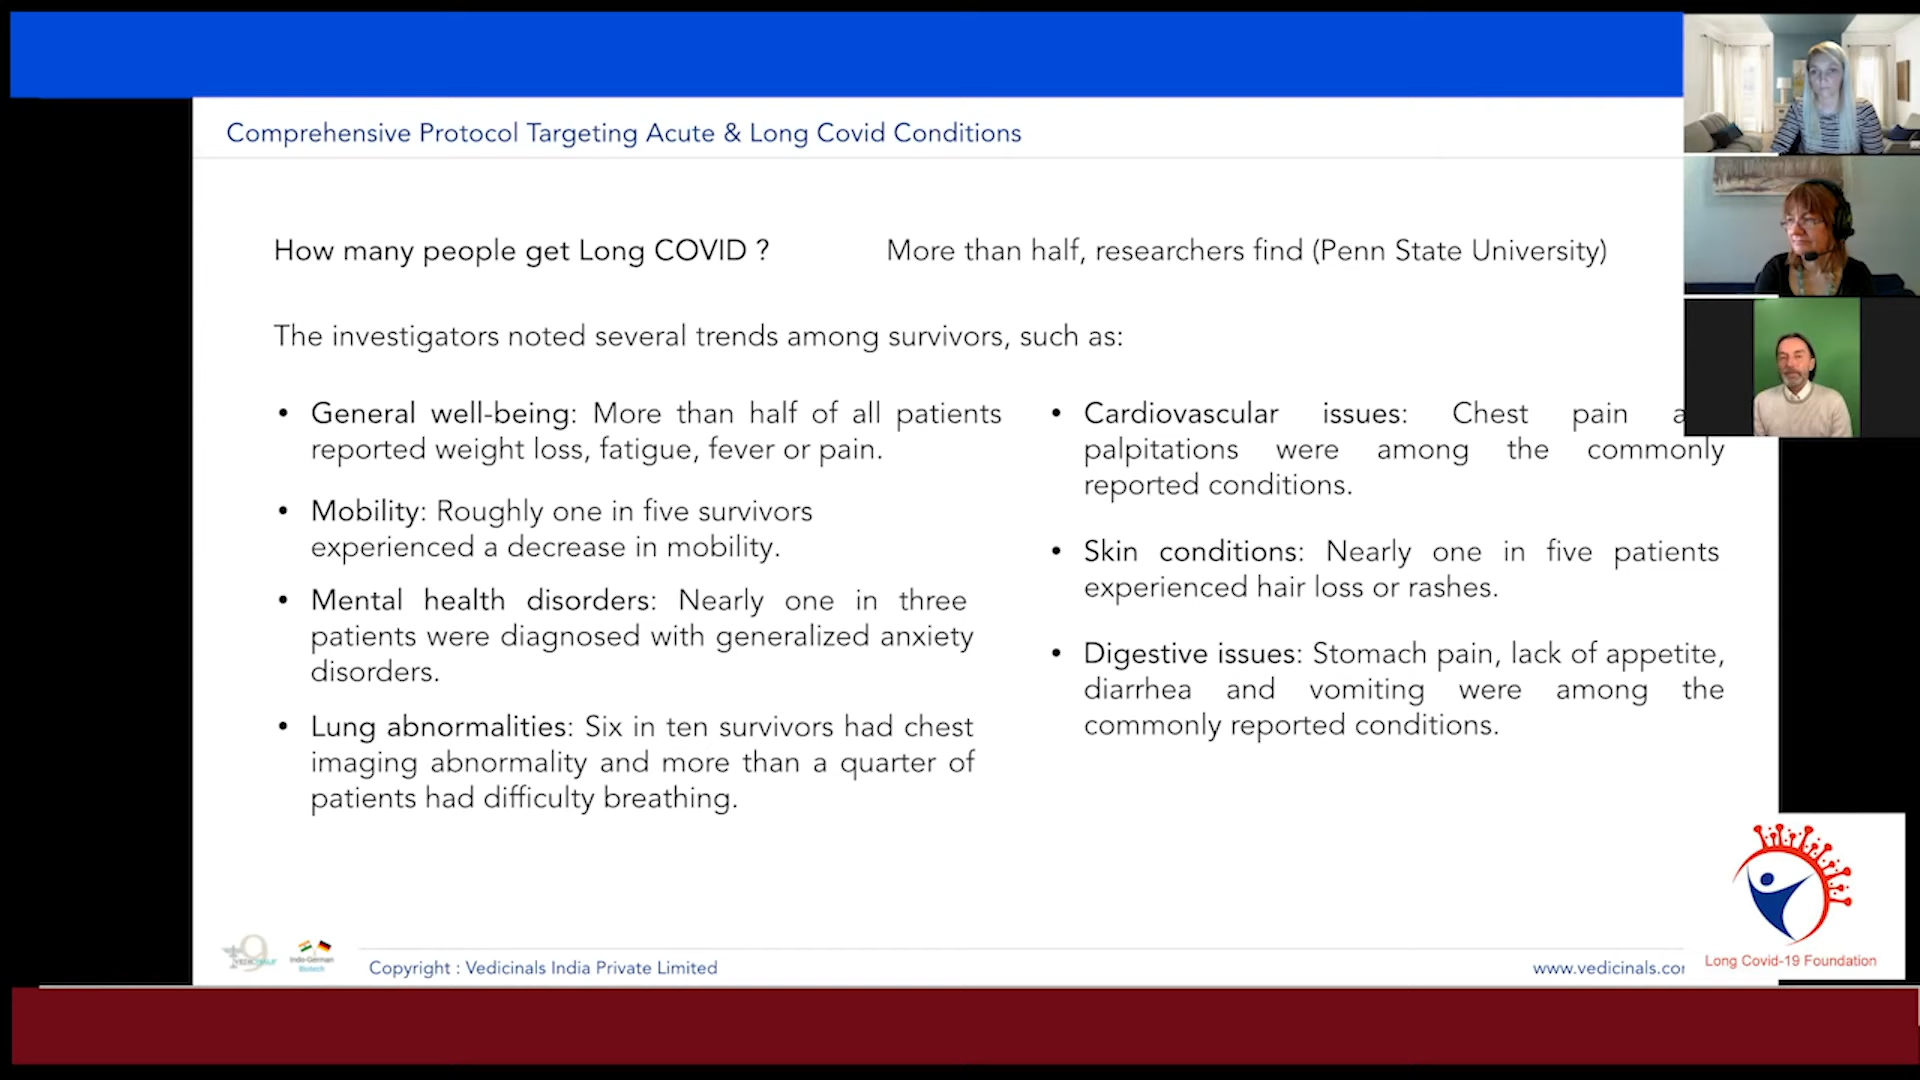 Comprehensive Protocol Targeting Acute & Long Covid Conditions
How many people get Long COVID ?
More than half, researchers find (Penn State University)
The investigators noted several trends among survivors, such as:
• General well-being: More than half of all patients
reported weight loss, fatigue, fever or pain.
• Mobility: Roughly one in five survivors
experienced a decrease in mobility.
• Mental health disorders: Nearly one in three
patients were diagnosed with generalized anxiety
disorders.
• Lung abnormalities: Six in ten survivors had chest
imaging abnormality and more than a quarter of
patients had difficulty breathing.
• Cardiovascular issues: Chest pain
palpitations were among the commonly
reported conditions.
• Skin conditions: Nearly one in five patients
experienced hair loss or rashes.
• Digestive issues: Stomach pain, lack of appetite,
diarrhea and vomiting were among the
commonly reported conditions.
9
Indo-German
Biotech
Copyright : Vedicinals India Private Limited
www.vedicinals.co
Long Covid-19 Foundation